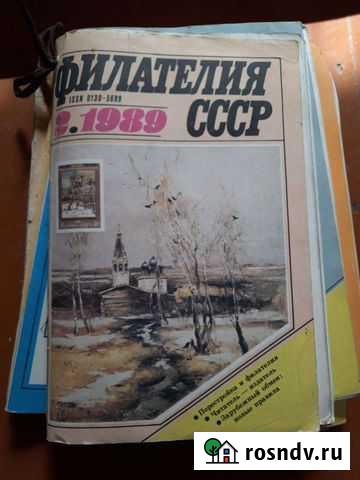 ФИЛАТЕЛИЯ
ISSN 0130-5689
2.1989 СССР
• Перестройка и филателия
• Читатель — издатель
• Зарубежный обмен:
новые правила
rosndv.ru